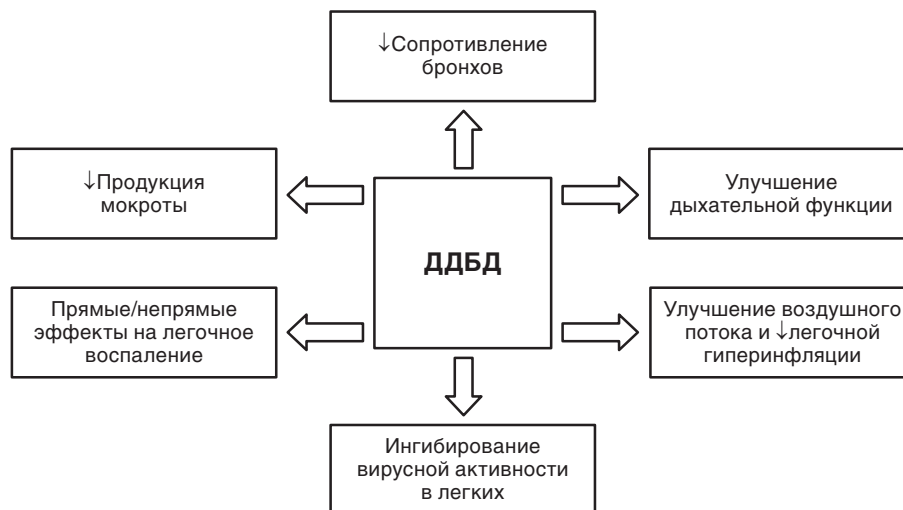 ↓Сопротивление
бронхов
↓Продукция
мокроты
Улучшение
дыхательной функции
ДДБД
Прямые/непрямые
эффекты на легочное
воспаление
Улучшение воздушного
потока и ↓легочной
гиперинфляции
Ингибирование
вирусной активности
в легких